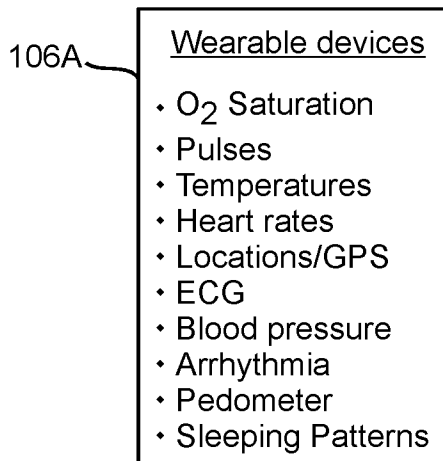 106A
Wearable devices
• O2 Saturation
• Pulses
• Temperatures
• Heart rates
• Locations/GPS
• ECG
• Blood pressure
• Arrhythmia
• Pedometer
• Sleeping Patterns